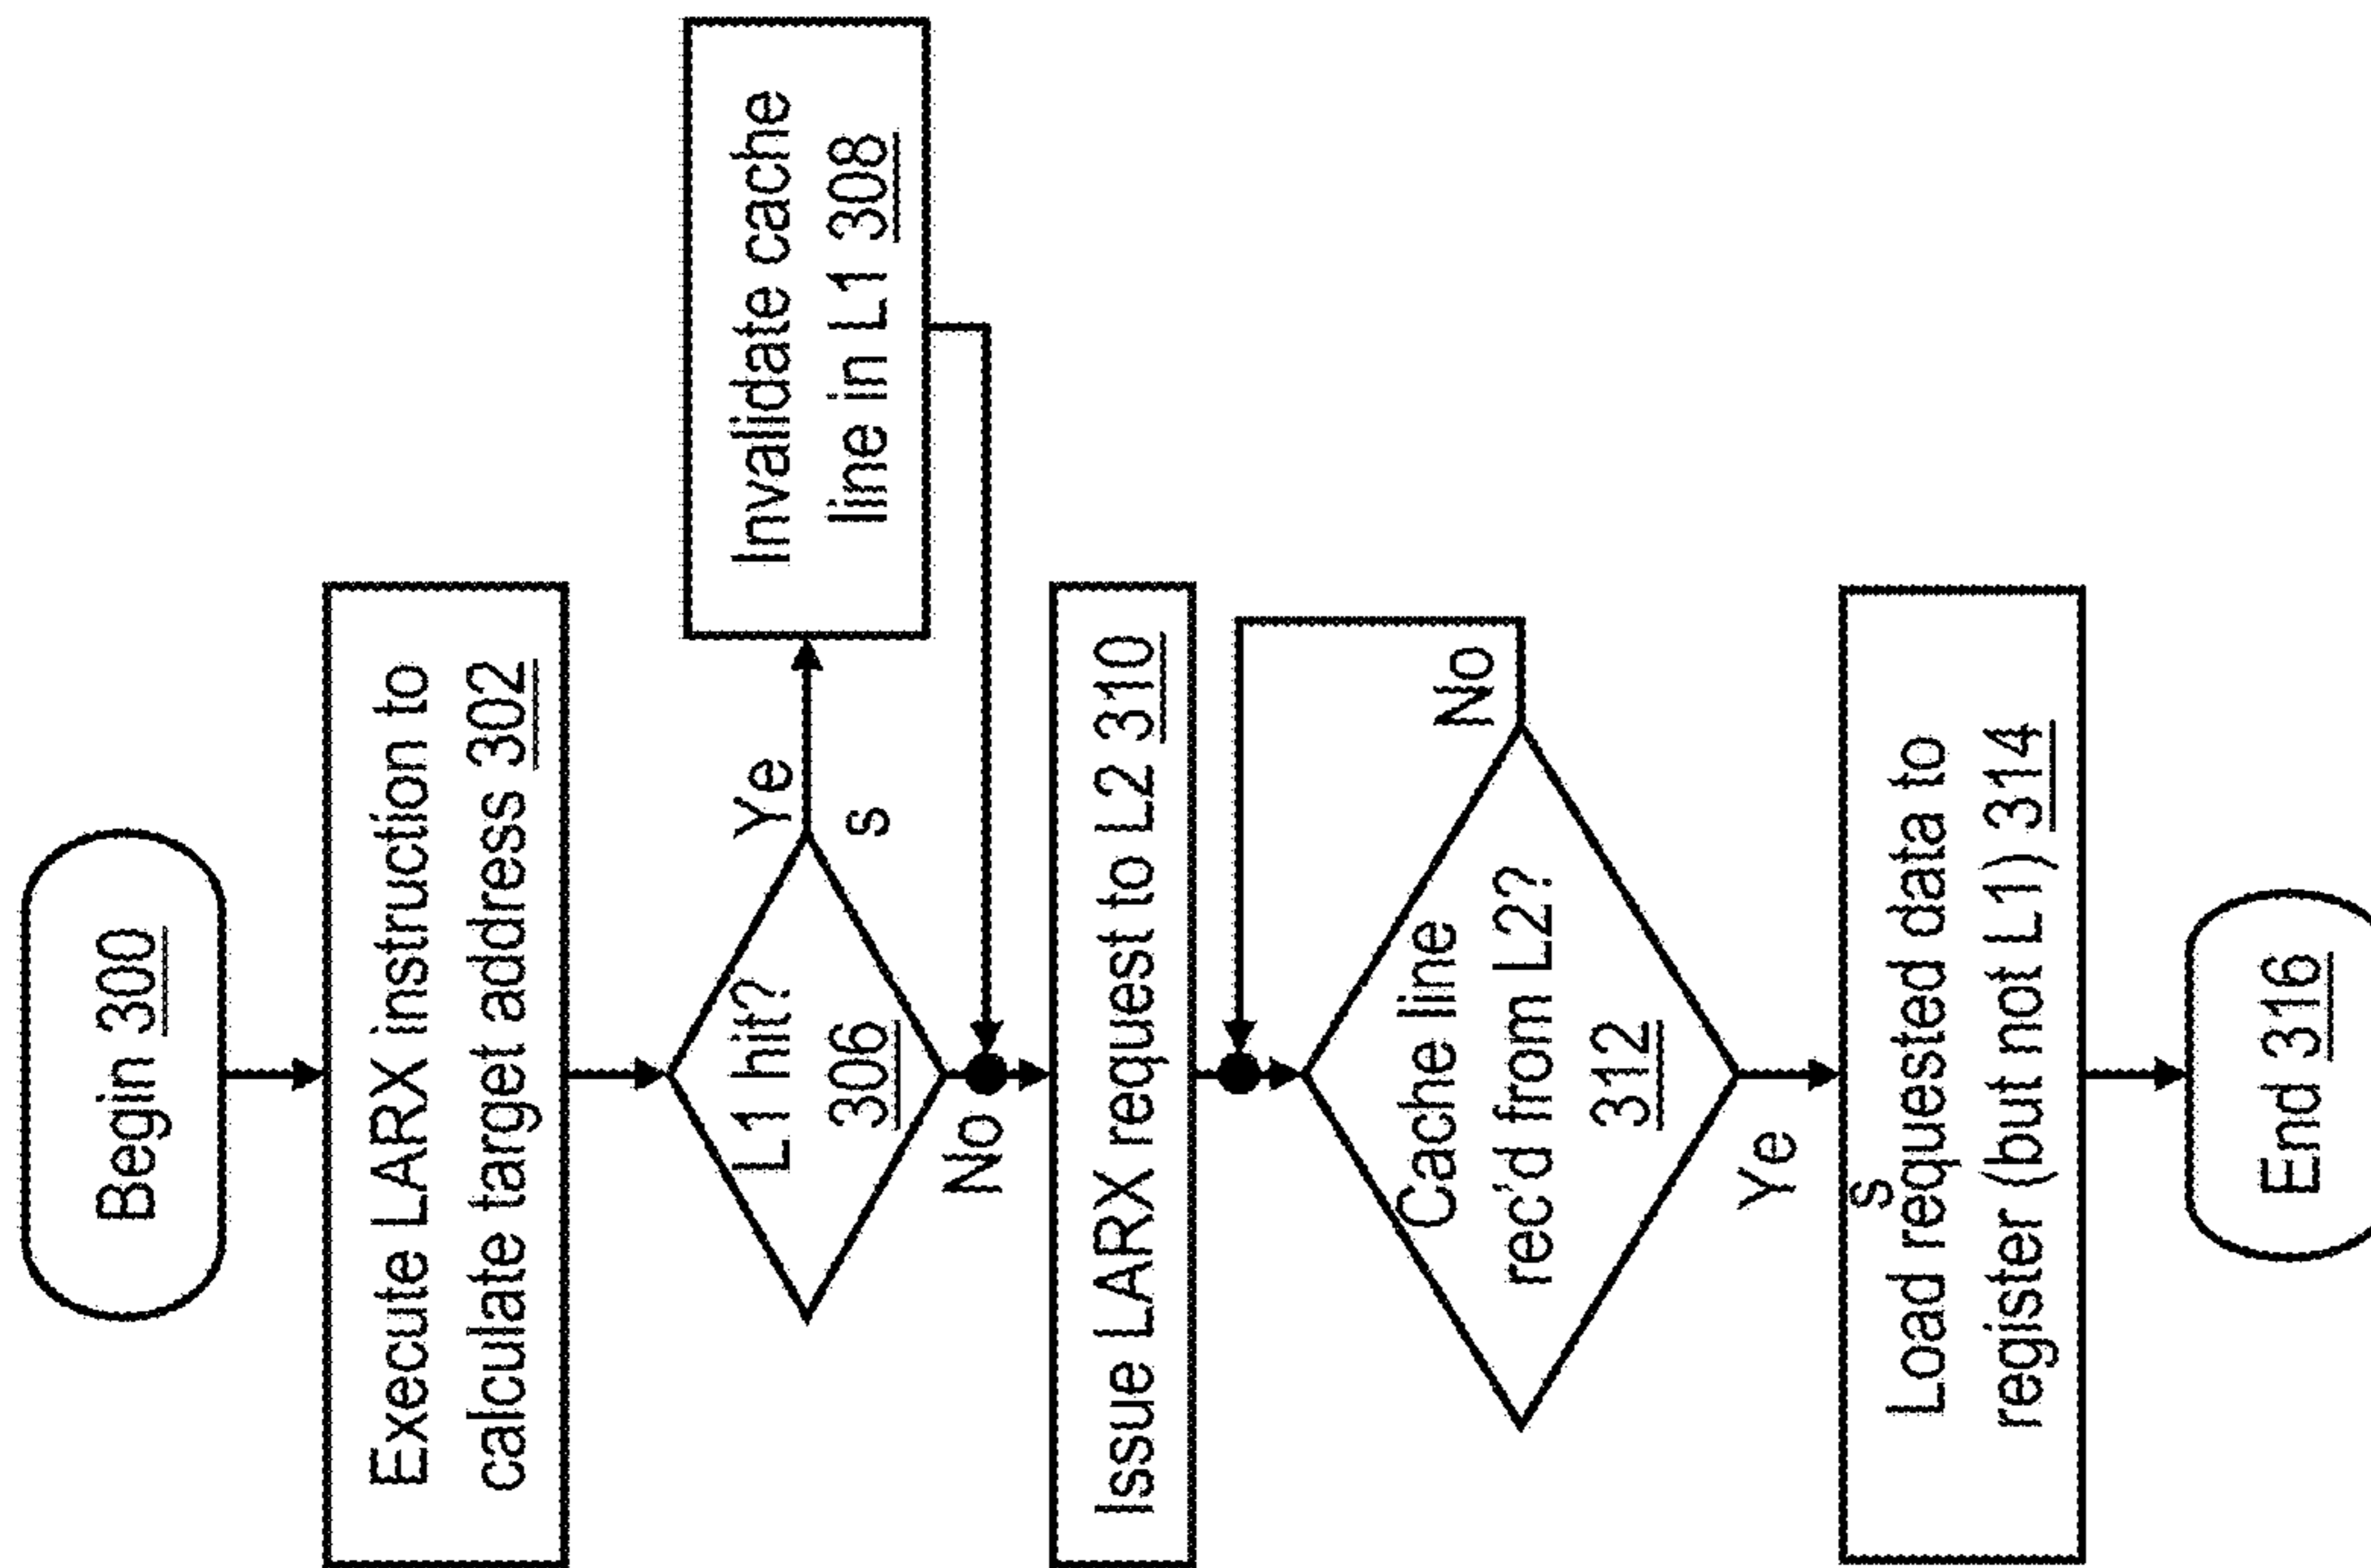 Begin 300
Execute LARX instruction to
calculate target address 302
L1 hit?
306
Ye
s
Invalidate cache
line in L1 308
No
Issue LARX request to L2 310
Cache line
rec'd from L2?
312
No
Ye
s
Load requested data to
register (but not L1) 314
End 316